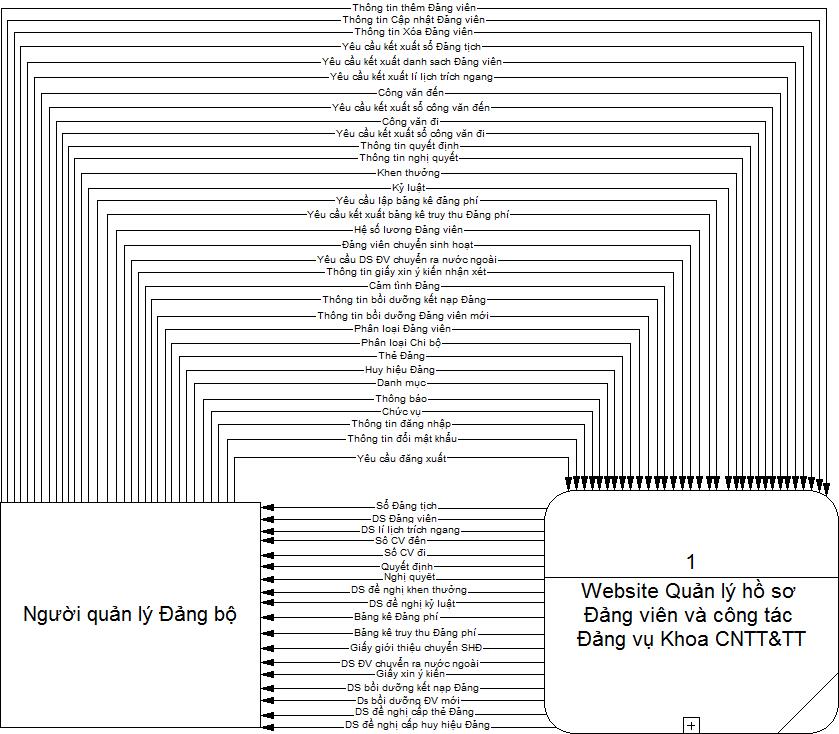 Thông tin thêm Đảng viên
Thông tin Cập nhật Đảng viên
Thông tin Xóa Đảng viên
Yêu cầu kết xuất sổ Đảng tịch
Yêu cầu kết xuất danh sach Đảng viên
Yêu cầu kết xuất lí lịch trích ngang
Công văn đến
Yêu cầu kết xuất sổ công văn đến
Công văn đi
Yêu cầu kết xuất sổ công văn đi
Thông tin quyết định
Thông tin nghị quyết
Khen thưởng
Kỷ luật
Yêu cầu lập bảng kê đảng phí
Yêu cầu kết xuất bảng kê truy thu Đảng phí
Hệ số lương Đảng viên
Đảng viên chuyển sinh hoạt
Yêu cầu DS ĐV chuyển ra nước ngoài
Thông tin giấy xin ý kiến nhận xét
Cảm tình Đảng
Thông tin bồi dưỡng kết nạp Đảng
Thông tin bồi dưỡng Đảng viên mới
Phân loại Đảng viên
Phân loại Chi bộ
Thẻ Đảng
Huy hiệu Đảng
Danh mục
Thông báo
Chức vụ
Thông tin đăng nhập
Thông tin đổi mật khẩu
Yêu cầu đăng xuất
Sổ Đảng tịch
DS Đảng viên
DS lí lịch trích ngang
Sổ CV đến
Sổ CV đi
Quyết định
Nghị quyết
DS đề nghị khen thưởng
DS đề nghị kỷ luật
Bảng kê Đảng phí
Bảng kê truy thu Đảng phí
Giấy giới thiệu chuyển SHĐ
DS ĐV chuyển ra nước ngoài
Giấy xin ý kiến
DS bồi dưỡng kết nạp Đảng
Ds bồi dưỡng ĐV mới
DS đề nghị cấp thẻ Đảng
DS đề nghị cấp huy hiệu Đảng
Người quản lý Đảng bộ
1
Website Quản lý hồ sơ
Đảng viên và công tác
Đảng vụ Khoa CNTT&TT